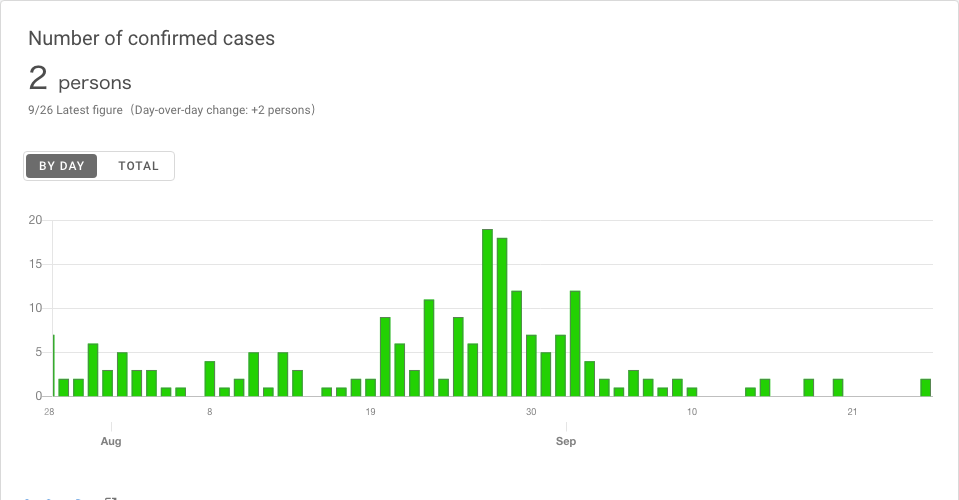 Number of confirmed cases
2 persons
9/26 Latest figure（Day-over-day change: +2 persons）
BY DAY TOTAL
20
15
10
5
0
28 8 19 30 10 21
Aug Sep